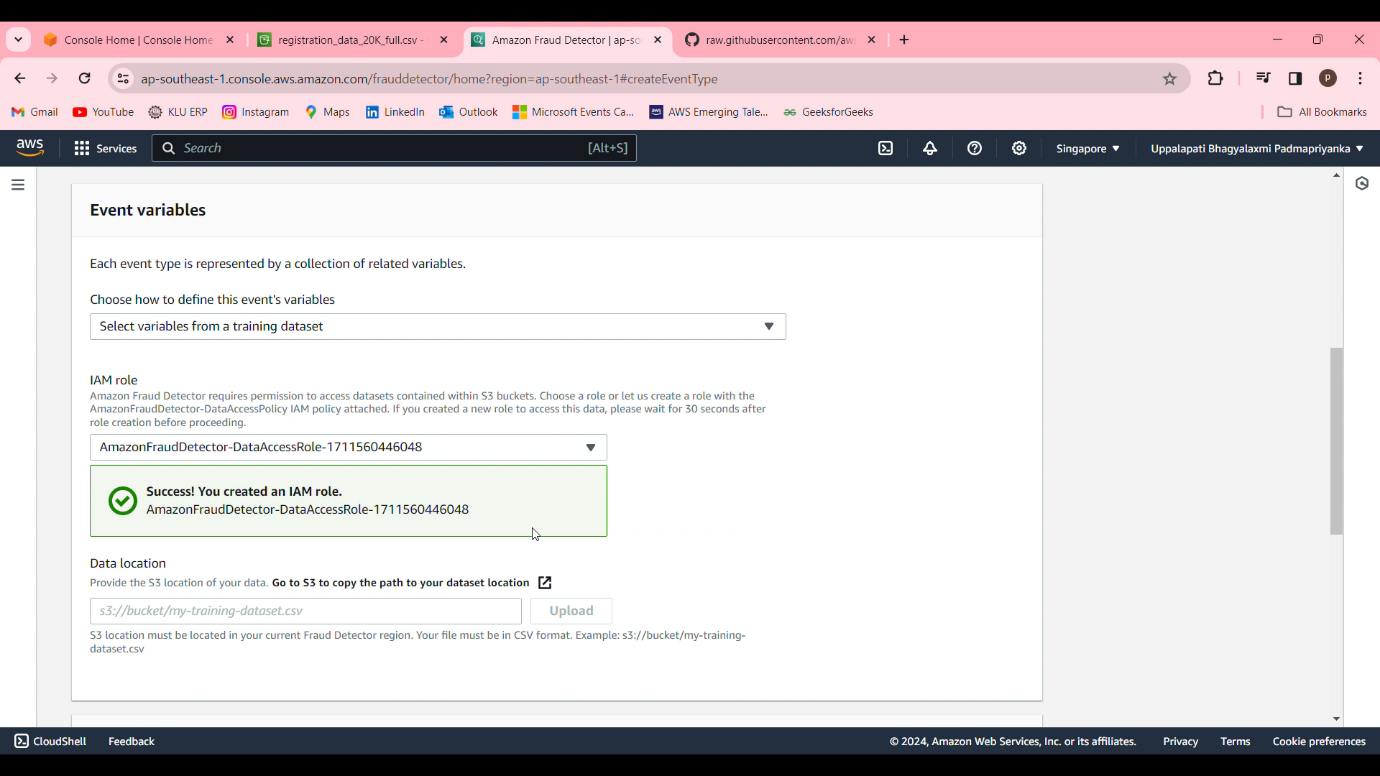 Console Home | Console Home
registration_data_20K_full.csv -
Amazon Fraud Detector | ap-so
raw.githubusercontent.com/aw
ap-southeast-1.console.aws.amazon.com/frauddetector/home?region=ap-southeast-1#createEventType
p
Gmail
YouTube
KLU ERP
Instagram
Maps
LinkedIn
Outlook
Microsoft Events Ca...
AWS Emerging Tale...
GeeksforGeeks
All Bookmarks
aws
Services
Search
[Alt+S]
Singapore
Uppalapati Bhagyalaxmi Padmapriyanka
Event variables
Each event type is represented by a collection of related variables.
Choose how to define this event's variables
Select variables from a training dataset
IAM role
Amazon Fraud Detector requires permission to access datasets contained within S3 buckets. Choose a role or let us create a role with the
AmazonFraudDetector-DataAccessPolicy IAM policy attached. If you created a new role to access this data, please wait for 30 seconds after
role creation before proceeding.
AmazonFraudDetector-DataAccessRole-1711560446048
Success! You created an IAM role.
AmazonFraudDetector-DataAccessRole-1711560446048
Data location
Provide the S3 location of your data. Go to S3 to copy the path to your dataset location
s3://bucket/my-training-dataset.csv
Upload
S3 location must be located in your current Fraud Detector region. Your file must be in CSV format. Example: s3://bucket/my-training-
dataset.csv
CloudShell
Feedback
© 2024, Amazon Web Services, Inc. or its affiliates.
Privacy
Terms
Cookie preferences